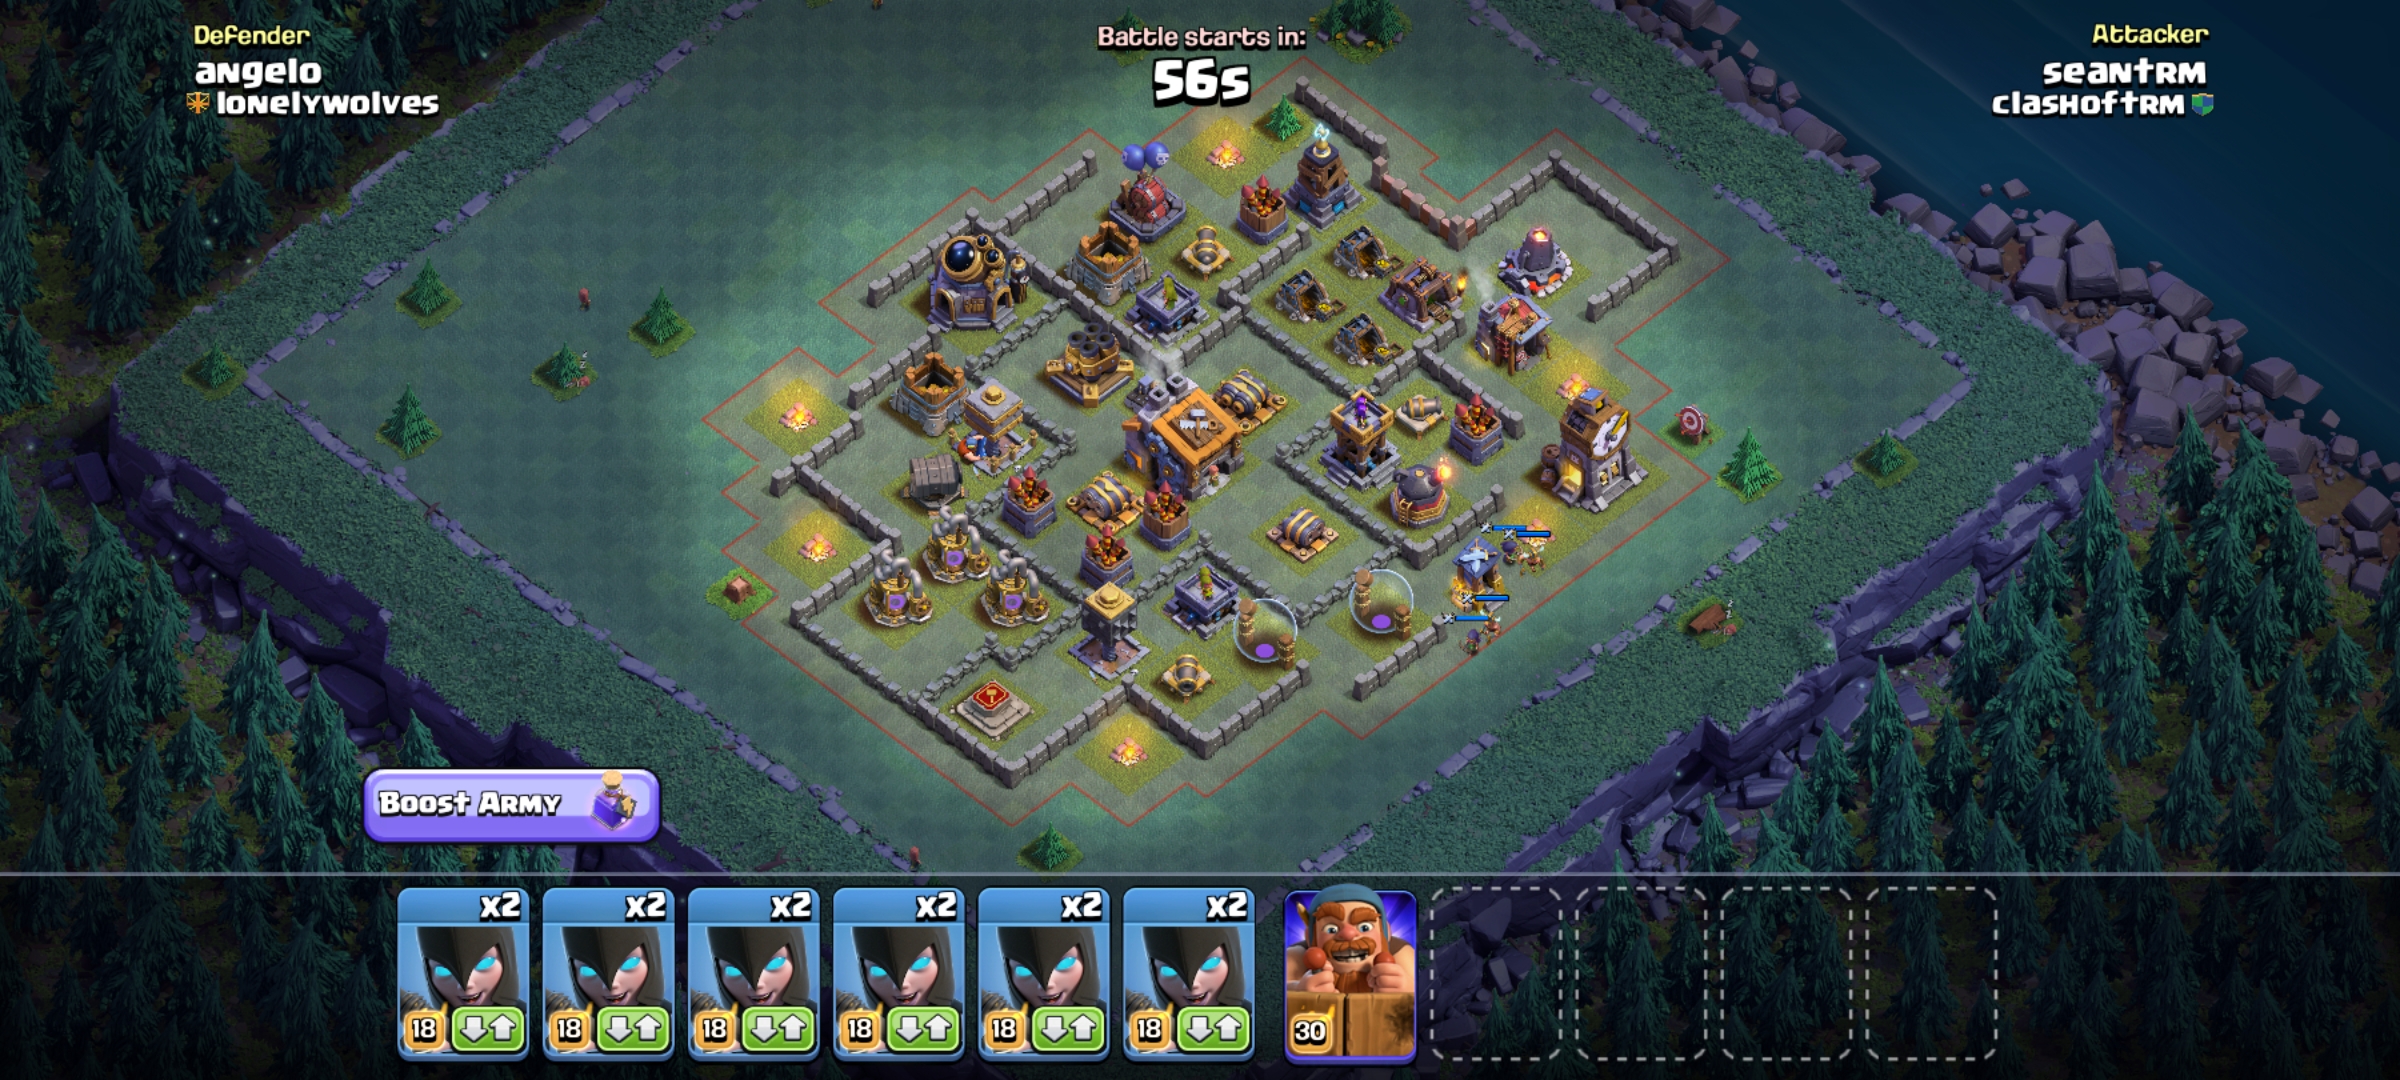 Defender
angelo
lonelywolves
Battle starts in:
56s
Attacker
seantRM
clashoftRM
Boost Army
x2
x2
x2
x2
x2
x2
18
18
18
18
18
18
30